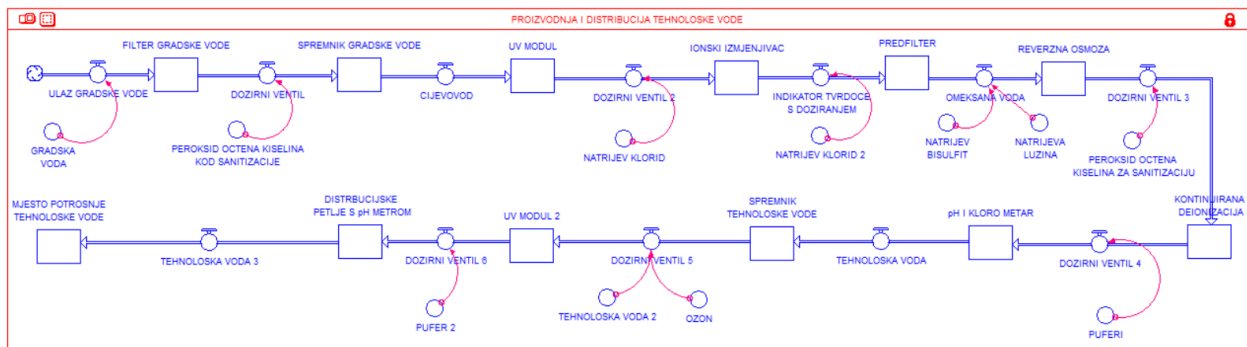 PROIZVODNJA I DISTRIBUCIJA TEHNOLOSKE VODE
FILTER GRADSKE VODE
SPREMNIK GRADSKE VODE
UV MODUL
IONSKI IZMJENJIVAC
PREDFILTER
REVERZNA OSMOZA
ULAZ GRADSKE VODE
DOZIRNI VENTIL
CIJEVOVOD
DOZIRNI VENTIL 2
INDIKATOR TVRDOCE
S DOZIRANJEM
OMEKSANA VODA
DOZIRNI VENTIL 3
GRADSKA
VODA
PEROKSID OCTENA KISELINA
KOD SANITIZACIJE
NATRIJEV KLORID
NATRIJEV KLORID 2
NATRIJEV
BISULFIT
NATRIJEVA
LUZINA
PEROKSID OCTENA
KISELINA ZA SANITIZACIJU
MJESTO POTROSNJE
TEHNOLOSKE VODE
DISTRBUCIJSKE
PETLJE S pH METROM
UV MODUL 2
SPREMNIK
TEHNOLOSKE VODE
pH I KLORO METAR
KONTINUIRANA
DEIONIZACIJA
TEHNOLOSKA VODA 3
DOZIRNI VENTIL 6
DOZIRNI VENTIL 5
TEHNOLOSKA VODA
DOZIRNI VENTIL 4
PUFER 2
TEHNOLOSKA VODA 2
OZON
PUFERI